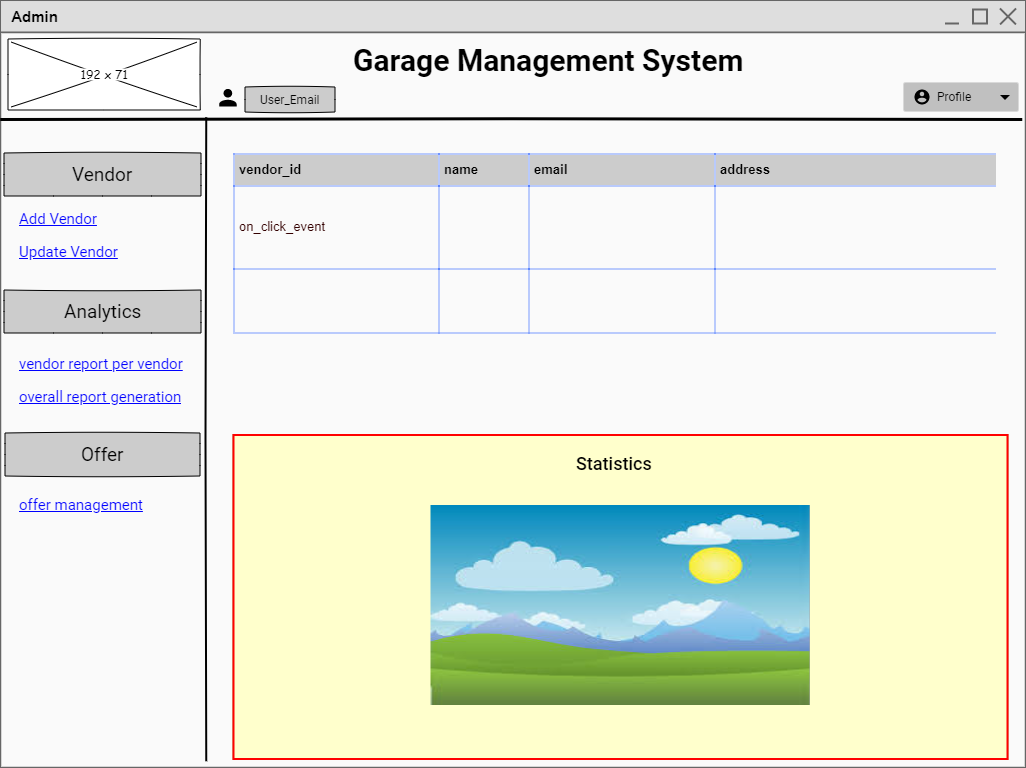 Admin
192 x 71
Garage Management System
User_Email
Profile
Vendor
Add Vendor
Update Vendor
Analytics
vendor report per vendor
overall report generation
Offer
offer management
vendor_id name email address
on_click_event
Statistics